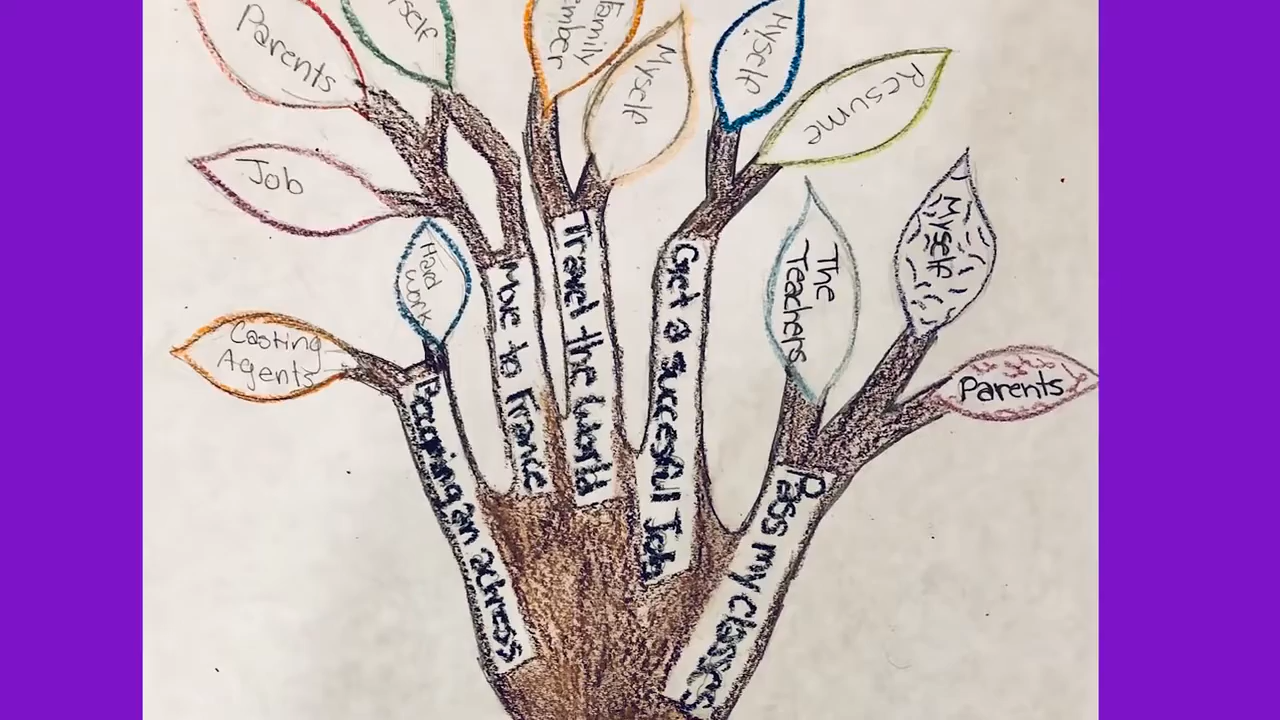 Parents
Family
Myself
Myself
Resume
Job
Hard
Work
Casting
Agents
The
Teachers
Myself
Parents
Becoming an actress
Move to France
Travel the World
Get a successful Job
Pass my classes